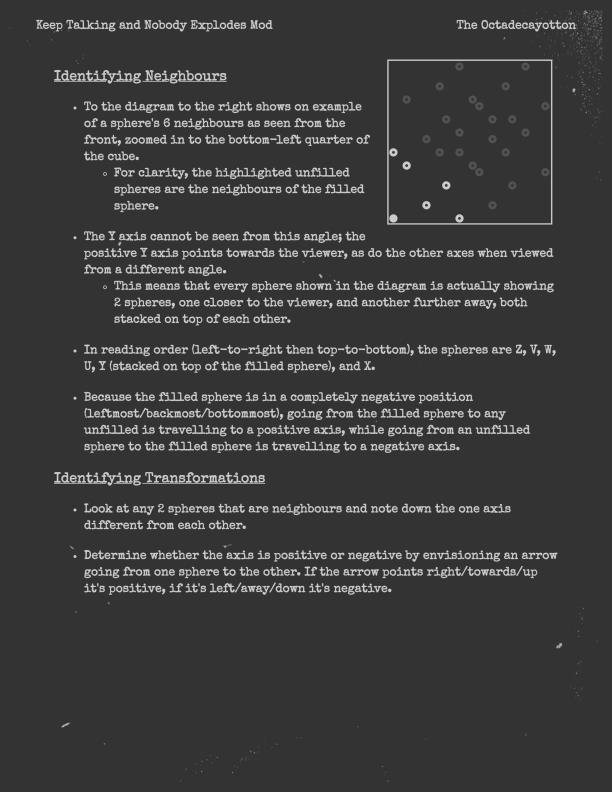 Keep Talking and Nobody Explodes Mod The Octadecayotton
Identifying Neighbours
• To the diagram to the right shows on example
of a sphere's 6 neighbours as seen from the
front, zoomed in to the bottom-left quarter of
the cube.
○ For clarity, the highlighted unfilled
spheres are the neighbours of the filled
sphere.
• The Y axis cannot be seen from this angle; the
positive Y axis points towards the viewer, as do the other axes when viewed
from a different angle.
○ This means that every sphere shown in the diagram is actually showing
2 spheres, one closer to the viewer, and another further away, both
stacked on top of each other.
• In reading order (left-to-right then top-to-bottom), the spheres are Z, V, W,
U, Y (stacked on top of the filled sphere), and X.
• Because the filled sphere is in a completely negative position
(leftmost/backmost/bottommost), going from the filled sphere to any
unfilled is travelling to a positive axis, while going from an unfilled
sphere to the filled sphere is travelling to a negative axis.
Identifying Transformations
• Look at any 2 spheres that are neighbours and note down the one axis
different from each other.
• Determine whether the axis is positive or negative by envisioning an arrow
going from one sphere to the other. If the arrow points right/towards/up
it's positive, if it's left/away/down it's negative.